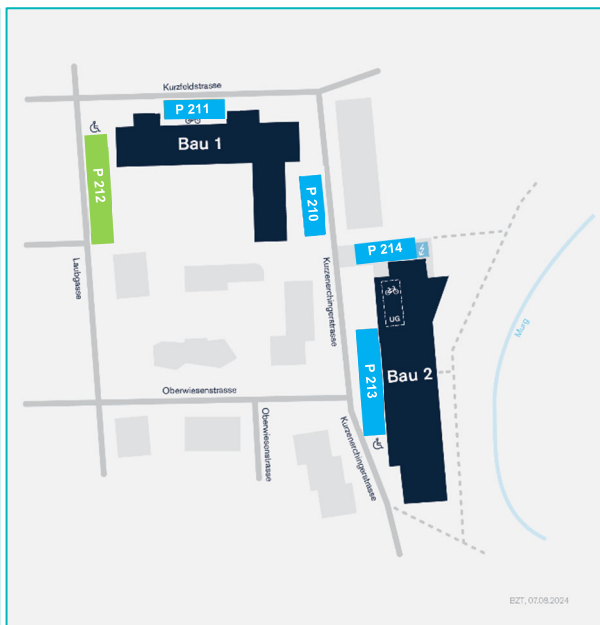 Kurzfeldstrasse
P 211
Bau 1
P 212
P 210
P 214
Laubgasse
Kurzenerchingerstrasse
UG
Murg
Bau 2
P 213
Oberwiesenstrasse
Oberwiesenstrasse
Kurzenerchingerstrasse
BZT, 07.08.2024